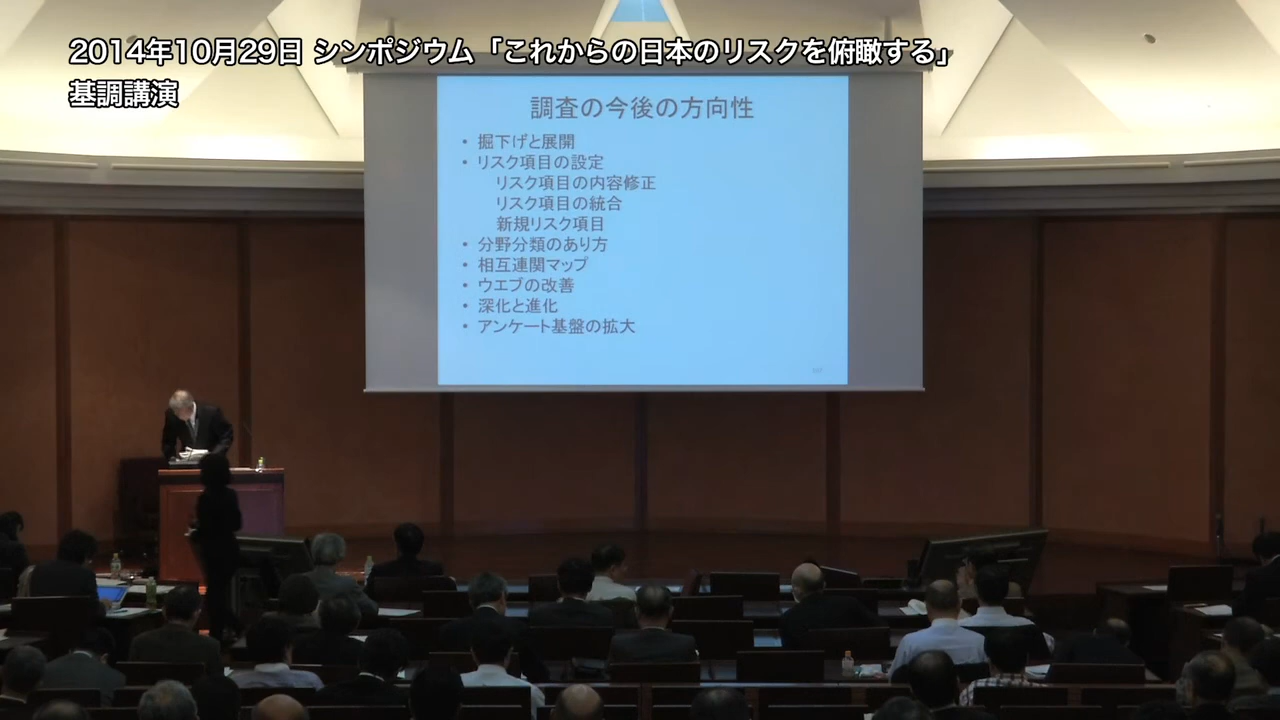 2014年10月29日 シンポジウム「これからの日本のリスクを俯瞰する」
基調講演
調査の今後の方向性
• 掘下げと展開
• リスク項目の設定
リスク項目の内容修正
リスク項目の統合
新規リスク項目
• 分野分類のあり方
• 相互連関マップ
• ウエブの改善
• 深化と進化
• アンケート基盤の拡大